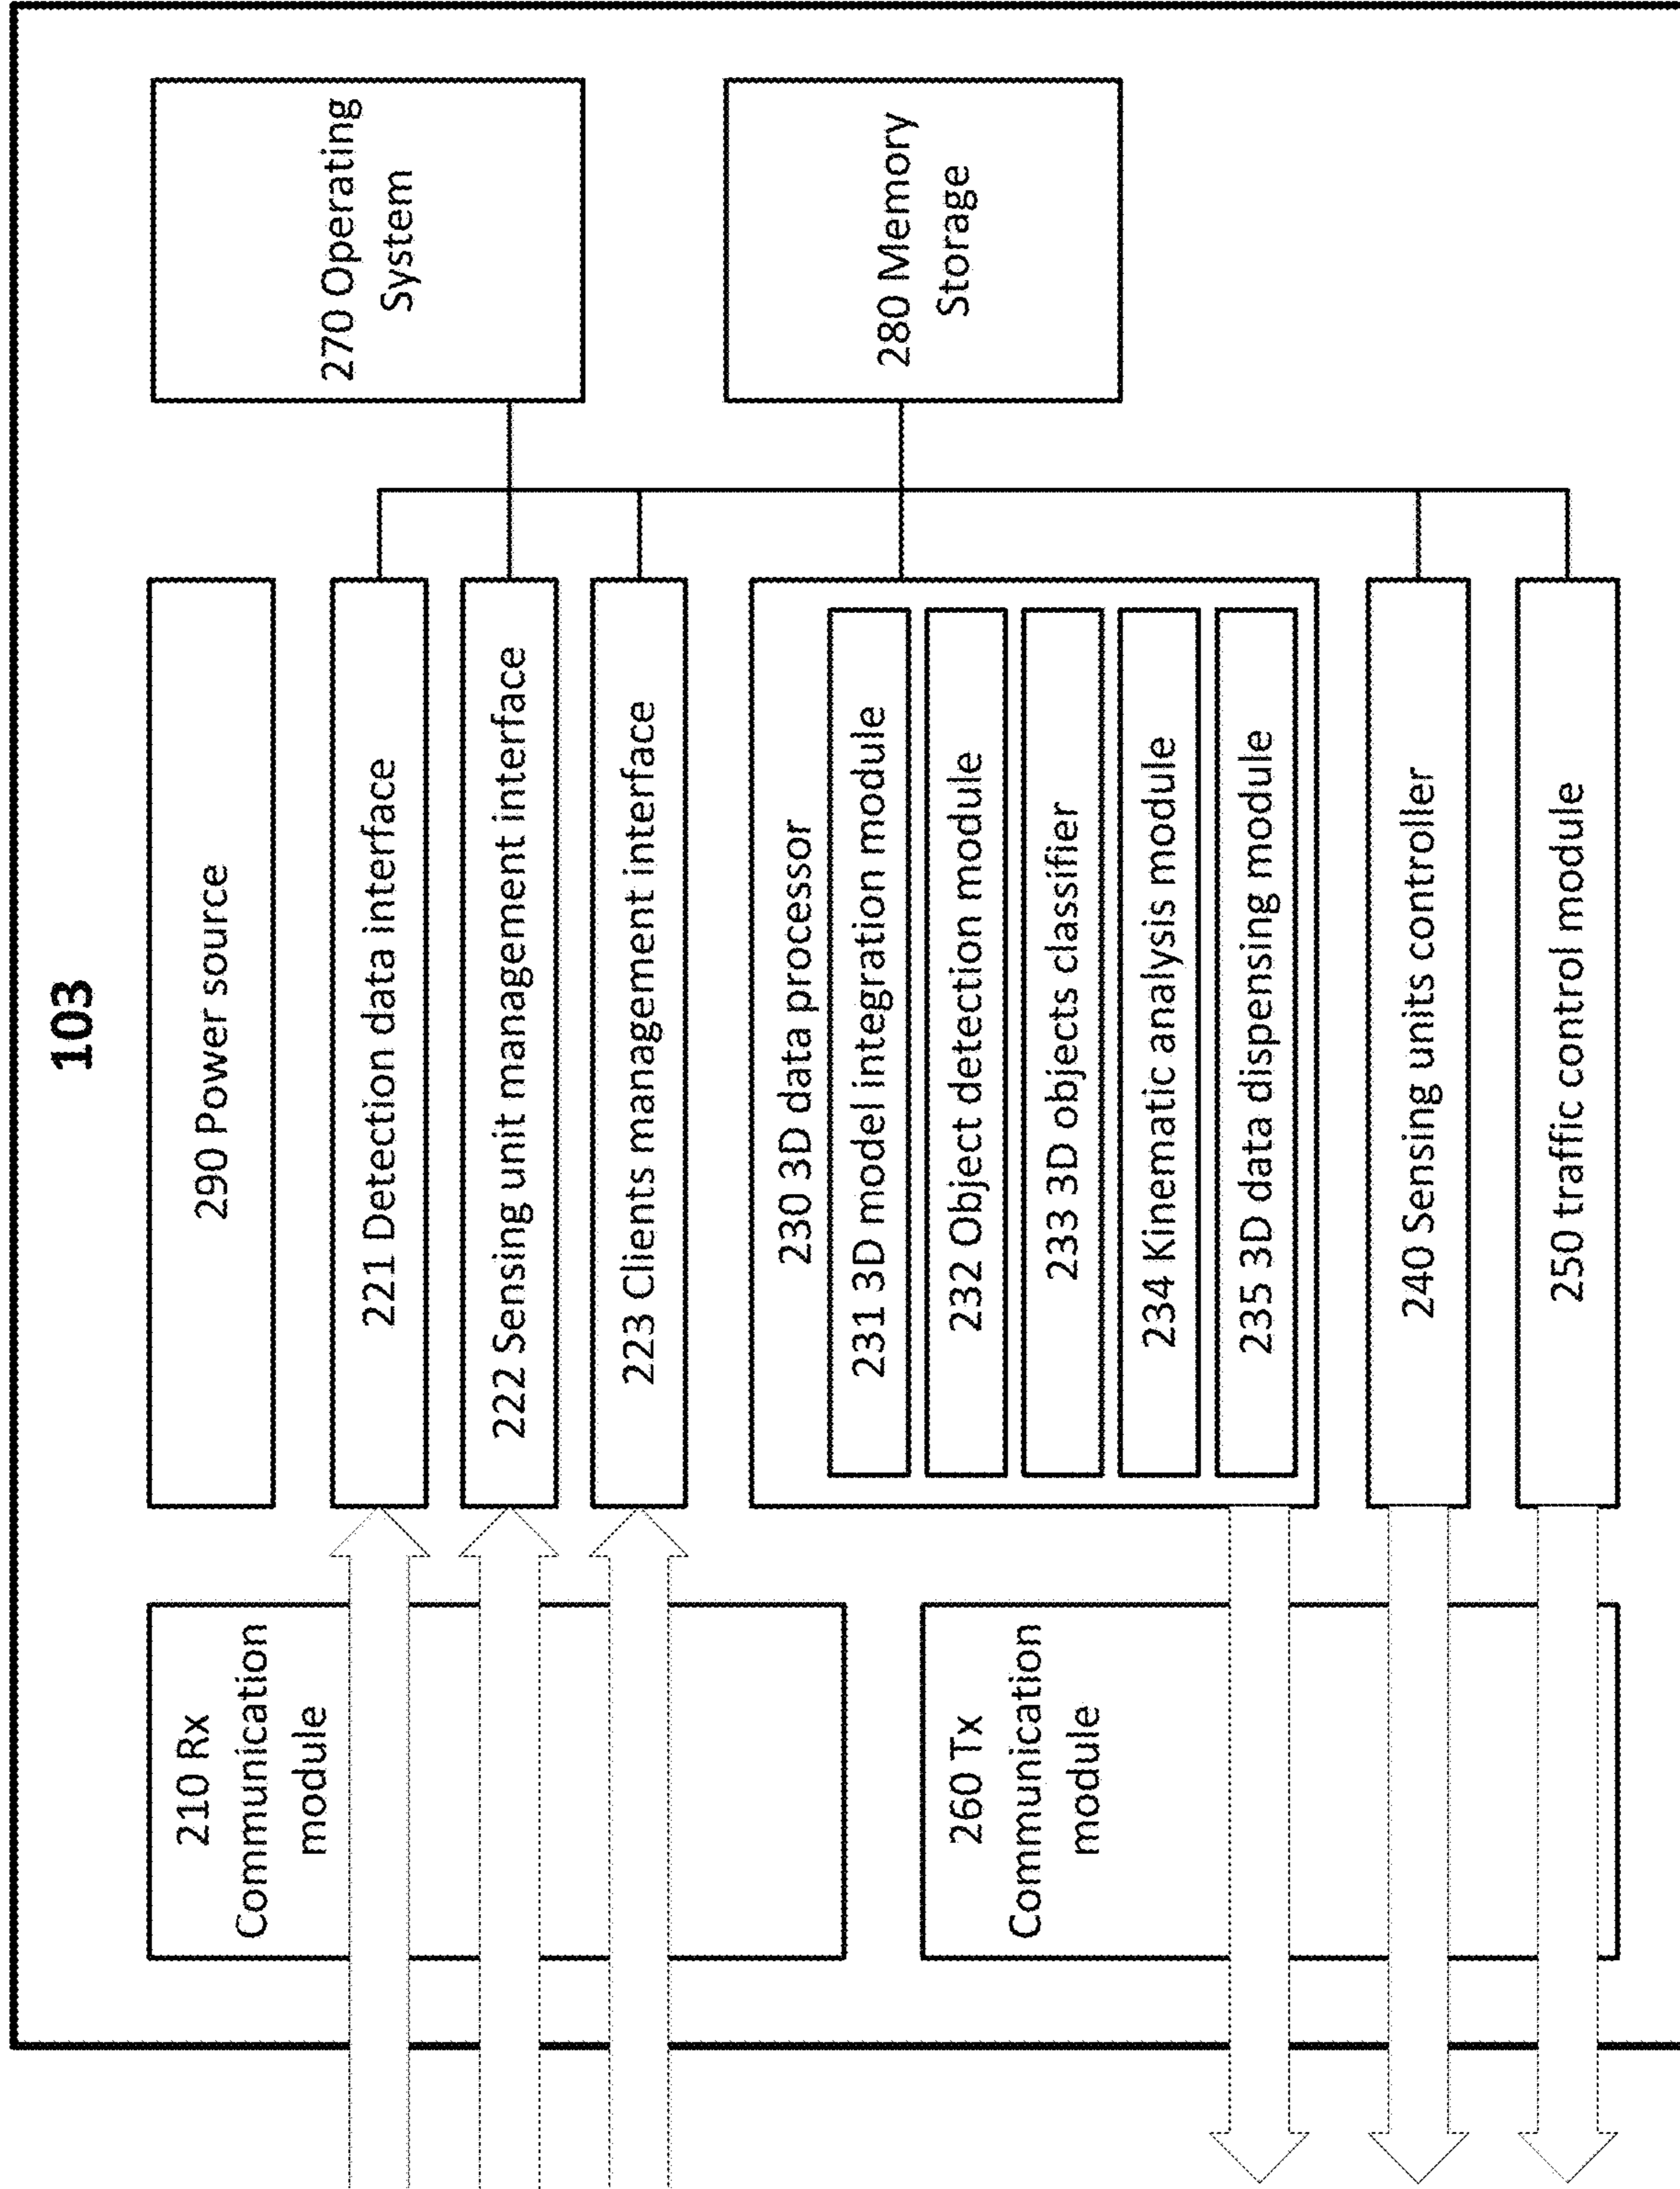 103
210 Rx
Communication
module
260 Tx
Communication
module
290 Power source
221 Detection data interface
222 Sensing unit management interface
223 Clients management interface
230 3D data processor
231 3D model integration module
232 Object detection module
233 3D objects classifier
234 Kinematic analysis module
235 3D data dispensing module
240 Sensing units controller
250 traffic control module
270 Operating
System
280 Memory
Storage